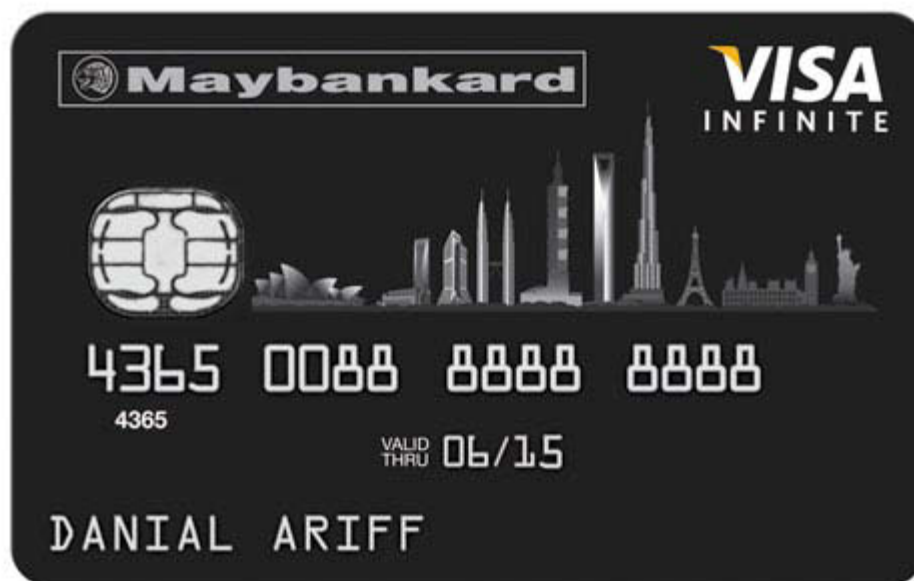 Maybankard
VISA
INFINITE
4365 0088 8888 8888
4365
VALID THRU 06/15
DANIAL ARIFF